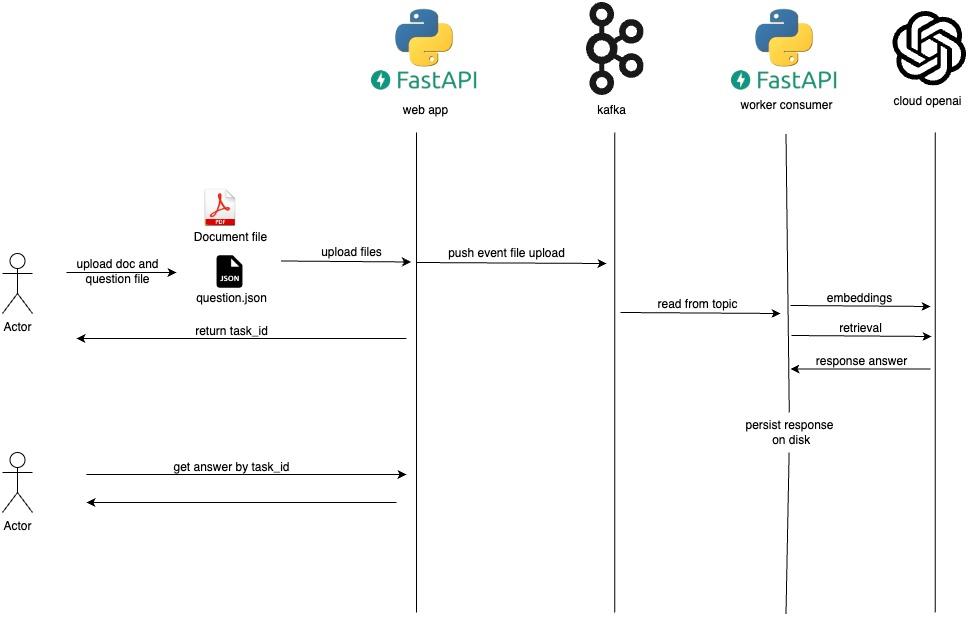 FastAPI
FastAPI
web app
kafka
worker consumer
cloud openai
PDF
Document file
upload files
push event file upload
upload doc and
question file
JSON
question.json
embeddings
read from topic
Actor
return task_id
retrieval
response answer
persist response
on disk
get answer by task_id
Actor